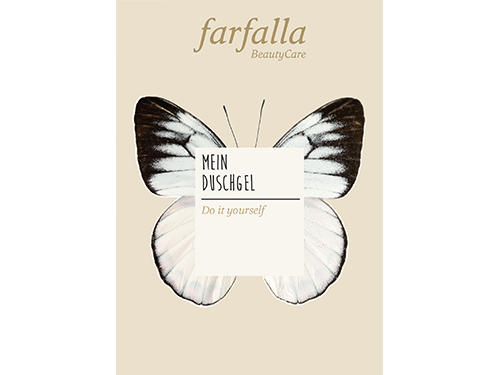 farfalla
BeautyCare
MEIN
DUSCHGEL
Do it yourself